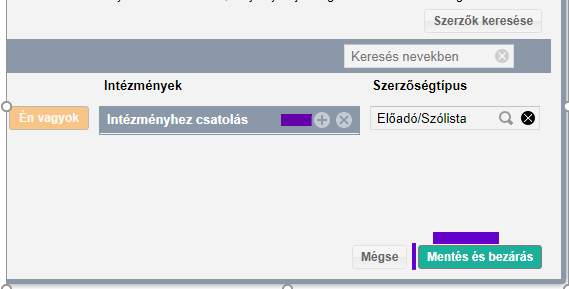 Szerzők keresése
Keresés nevekben
Intézmények Szerzőségtípus
Én vagyok Intézményhez csatolás Előadó/Szólista
Mégse Mentés és bezárás